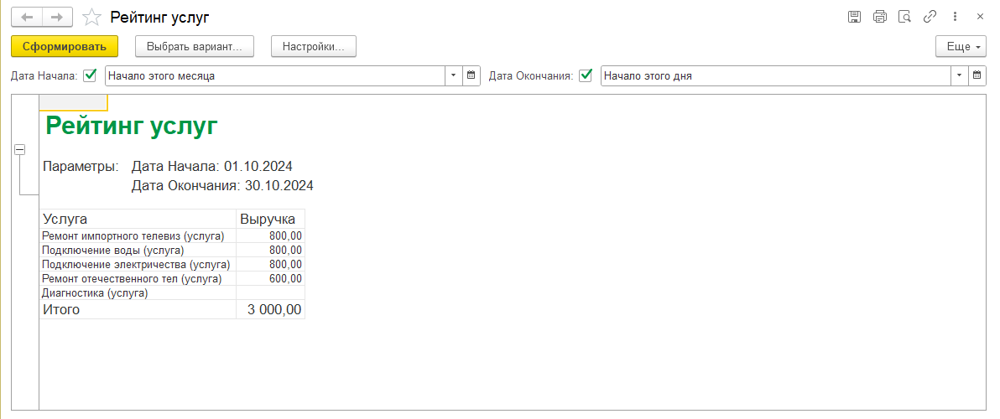 Рейтинг услуг
Сформировать Выбрать вариант... Настройки... Еще
Дата Начала: Начало этого месяца Дата Окончания: Начало этого дня
Рейтинг услуг
Параметры: Дата Начала: 01.10.2024
Дата Окончания: 30.10.2024
Услуга Выручка
Ремонт импортного телевиз (услуга) 800,00
Подключение воды (услуга) 800,00
Подключение электричества (услуга) 800,00
Ремонт отечественного тел (услуга) 600,00
Диагностика (услуга)
Итого 3 000,00